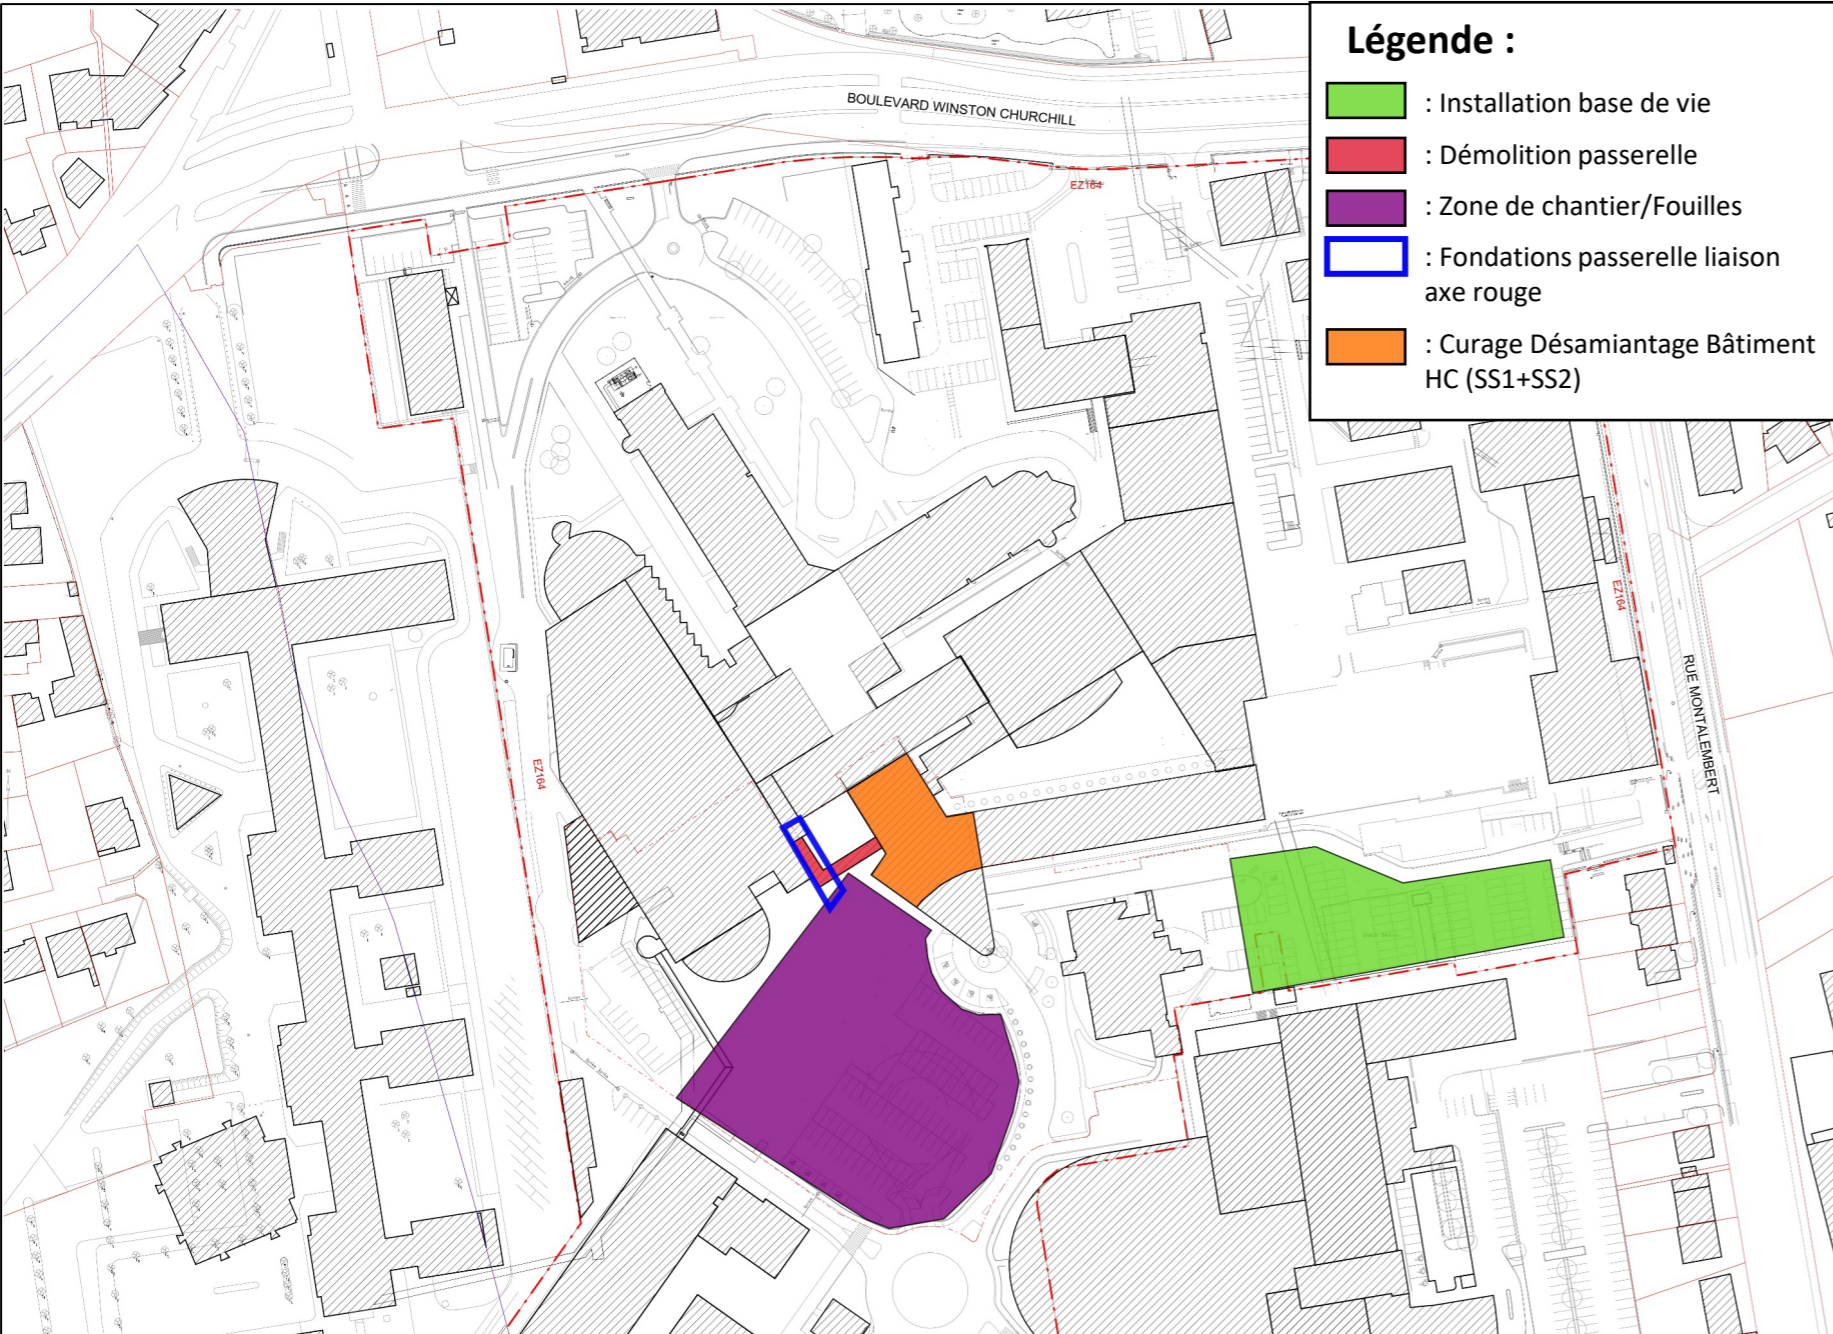 Légende :
: Installation base de vie
: Démolition passerelle
: Zone de chantier/Fouilles
: Fondations passerelle liaison
axe rouge
: Curage Désamiantage Bâtiment
HC (SS1+SS2)
BOULEVARD WINSTON CHURCHILL
EZ164
EZ164
RUE MONTALEMBERT
EZ164